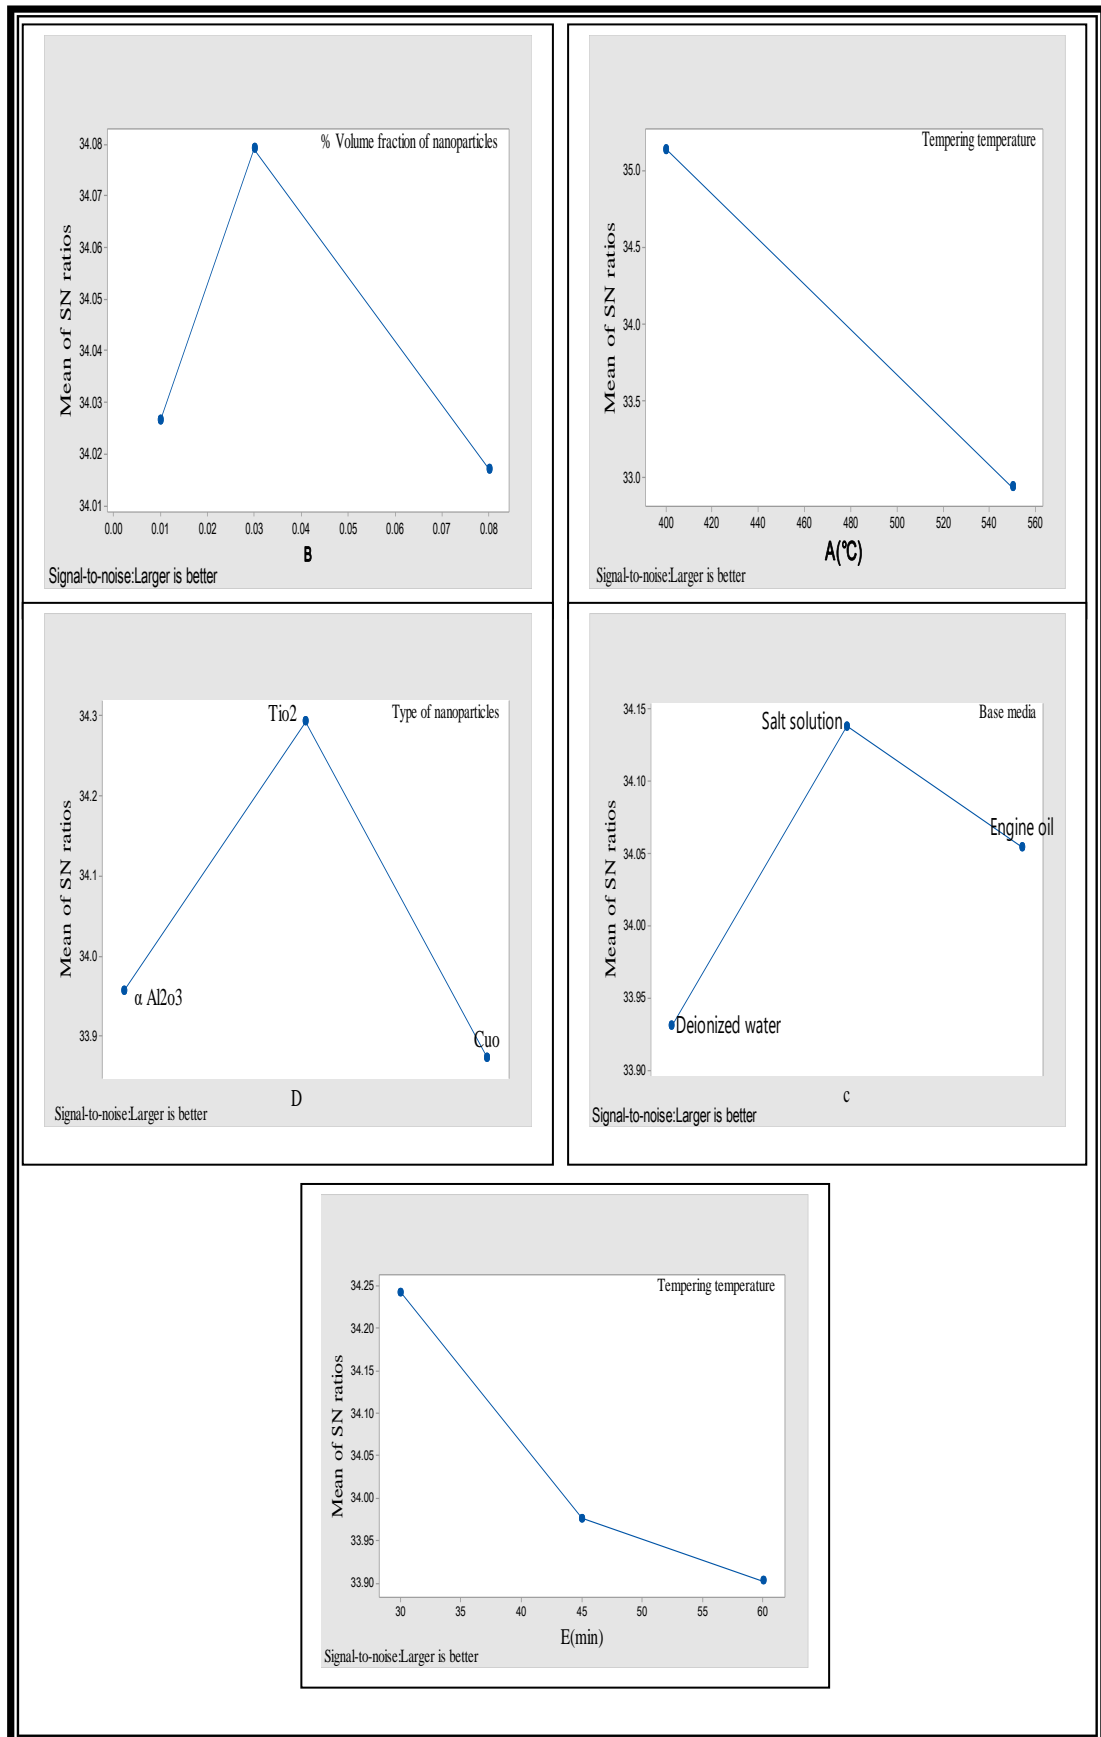 % Volume fraction of nanoparticles
Mean of SN ratios
34.08
34.07
34.06
34.05
34.04
34.03
34.02
34.01
0.00 0.01 0.02 0.03 0.04 0.05 0.06 0.07 0.08
B
Signal-to-noise:Larger is better
Tempering temperature
Mean of SN ratios
35.0
34.5
34.0
33.5
33.0
400 420 440 460 480 500 520 540 560
A(°C)
Signal-to-noise:Larger is better
Type of nanoparticles
Mean of SN ratios
34.3
34.2
34.1
34.0
33.9
Tio2
α Al2o3
Cuo
D
Signal-to-noise:Larger is better
Base media
Mean of SN ratios
34.15
34.10
34.05
34.00
33.95
33.90
Salt solution
Engine oil
Deionized water
c
Signal-to-noise:Larger is better
Tempering temperature
Mean of SN ratios
34.25
34.20
34.15
34.10
34.05
34.00
33.95
33.90
30 35 40 45 50 55 60
E(min)
Signal-to-noise:Larger is better